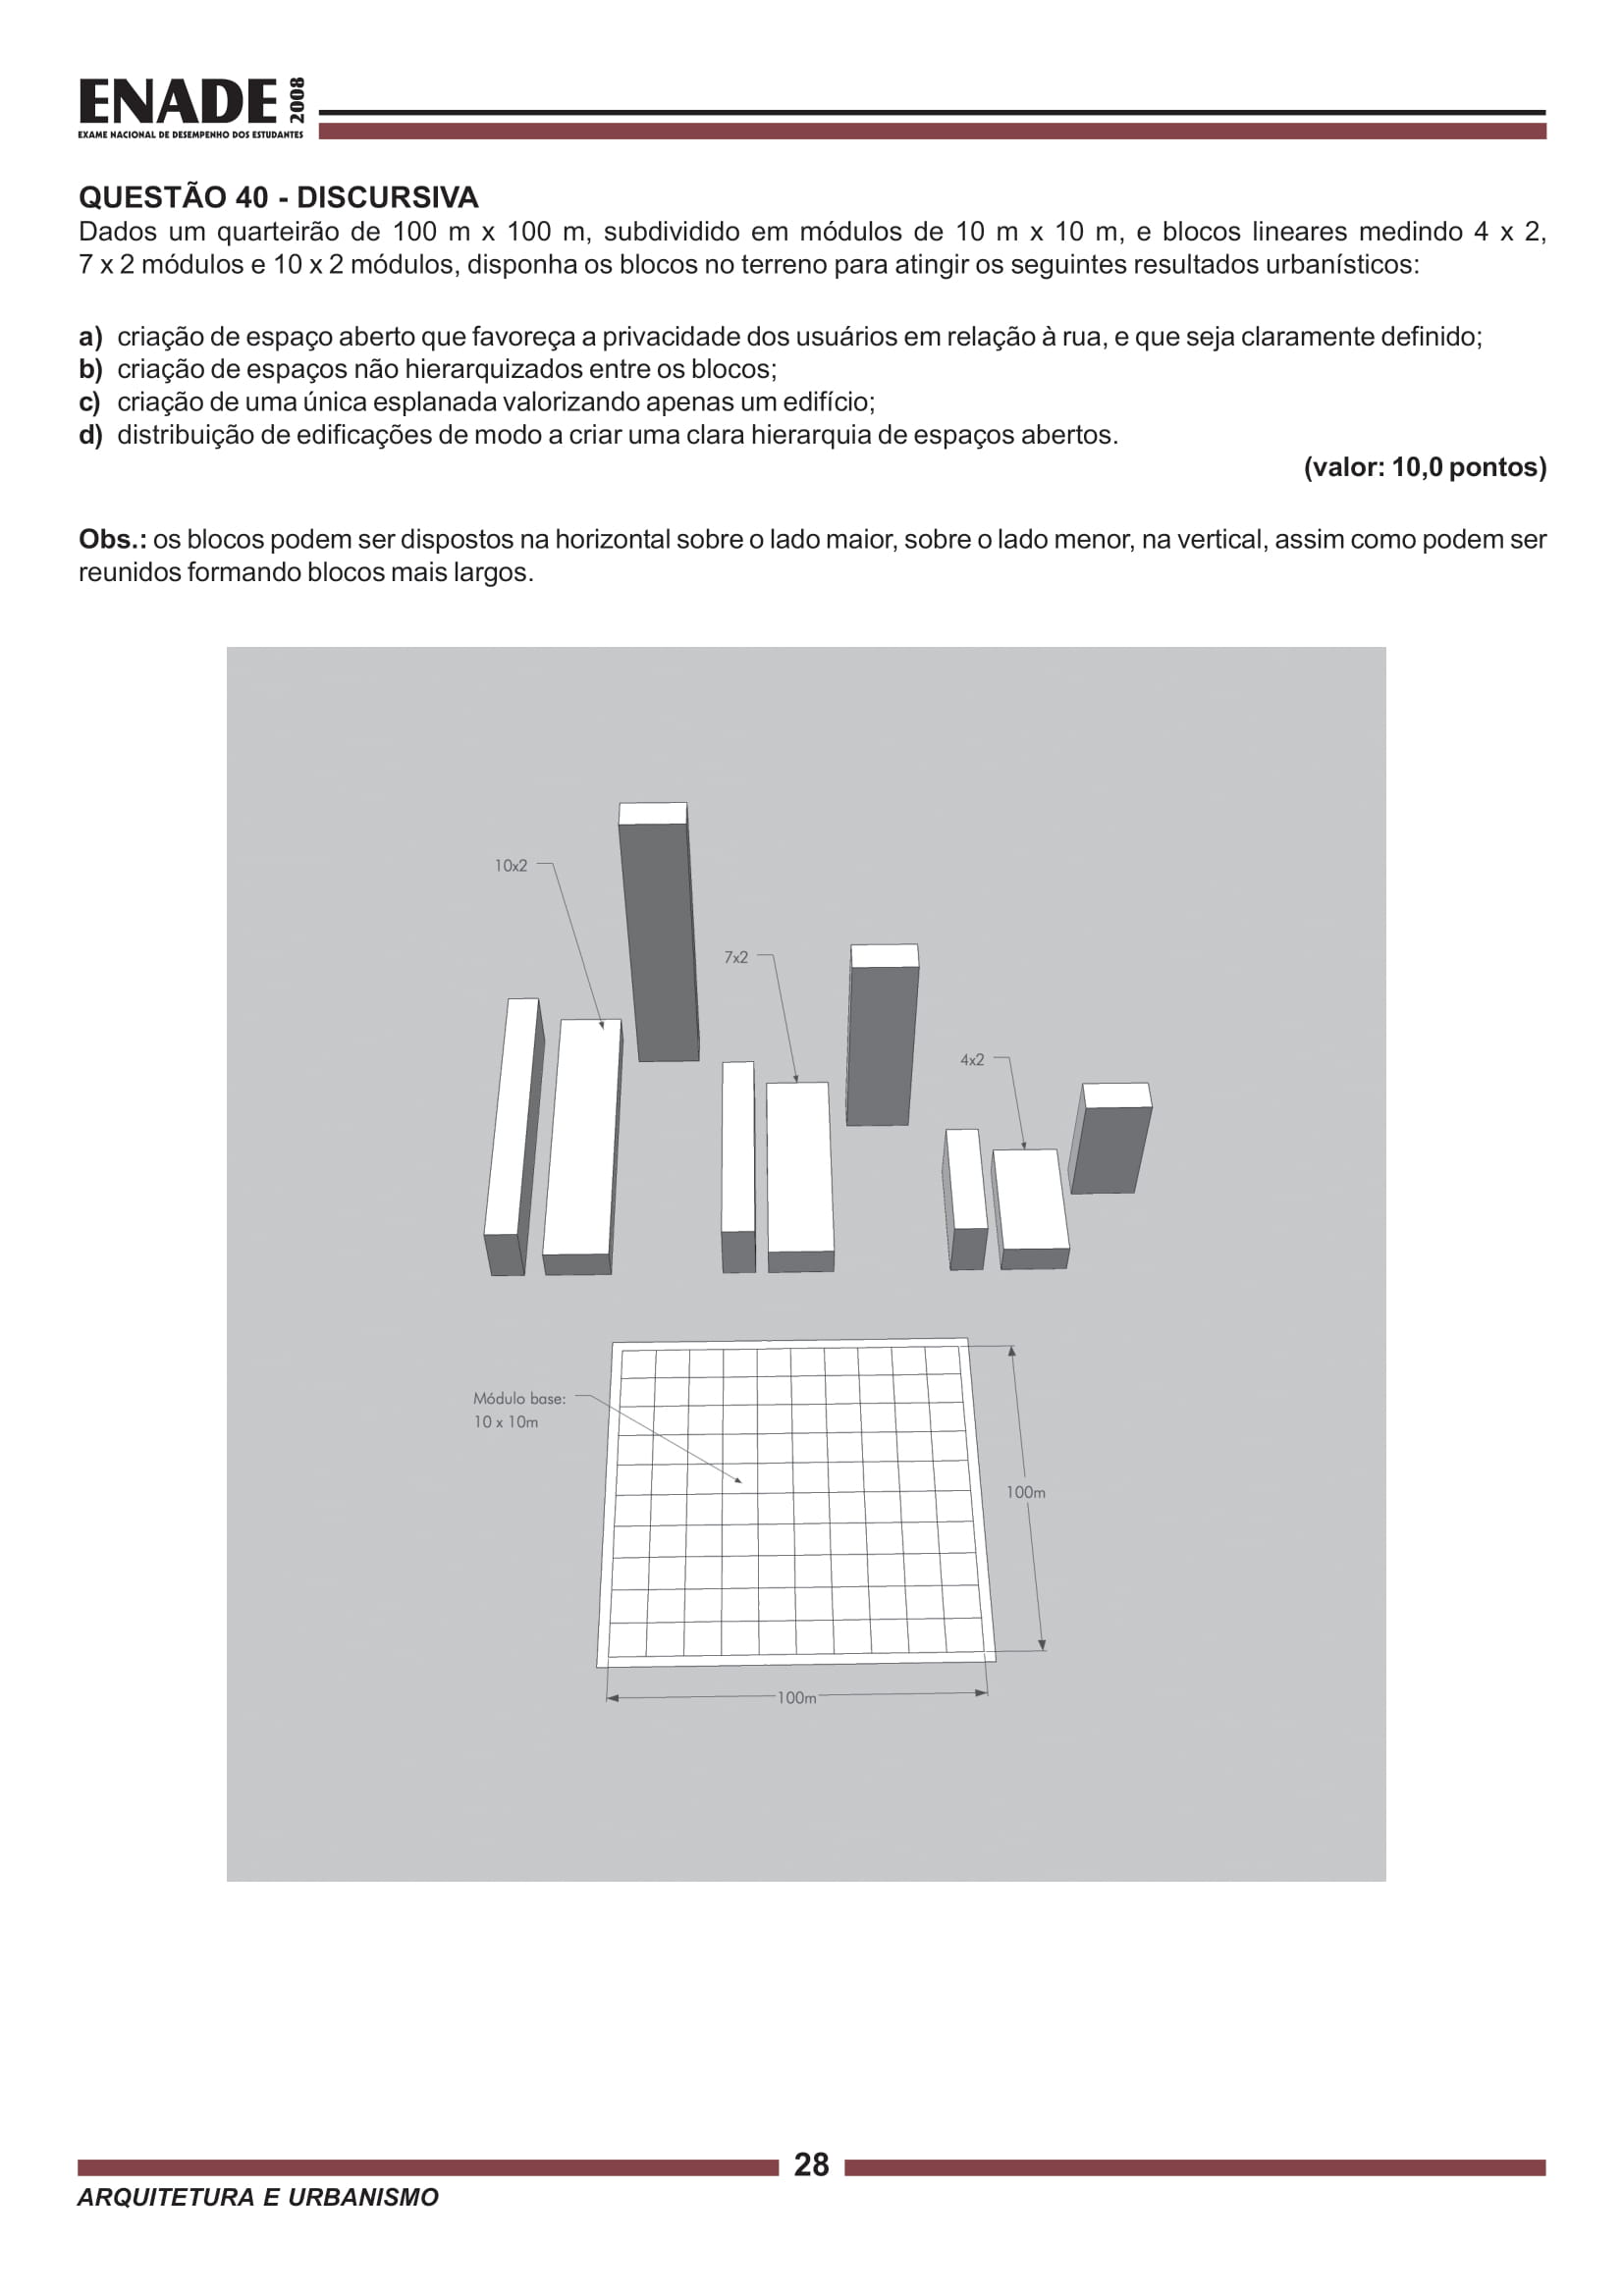 ENADE 2008
EXAME NACIONAL DE DESEMPENHO DOS ESTUDANTES
QUESTÃO 40 - DISCURSIVA
Dados um quarteirão de 100 m x 100 m, subdividido em módulos de 10 m x 10 m, e blocos lineares medindo 4 x 2,
7 x 2 módulos e 10 x 2 módulos, disponha os blocos no terreno para atingir os seguintes resultados urbanísticos:
a) criação de espaço aberto que favoreça a privacidade dos usuários em relação à rua, e que seja claramente definido;
b) criação de espaços não hierarquizados entre os blocos;
c) criação de uma única esplanada valorizando apenas um edifício;
d) distribuição de edificações de modo a criar uma clara hierarquia de espaços abertos.
(valor: 10,0 pontos)
Obs.: os blocos podem ser dispostos na horizontal sobre o lado maior, sobre o lado menor, na vertical, assim como podem ser
reunidos formando blocos mais largos.
10x2
7x2
4x2
Módulo base:
10 x 10m
100m
100m
28
ARQUITETURA E URBANISMO